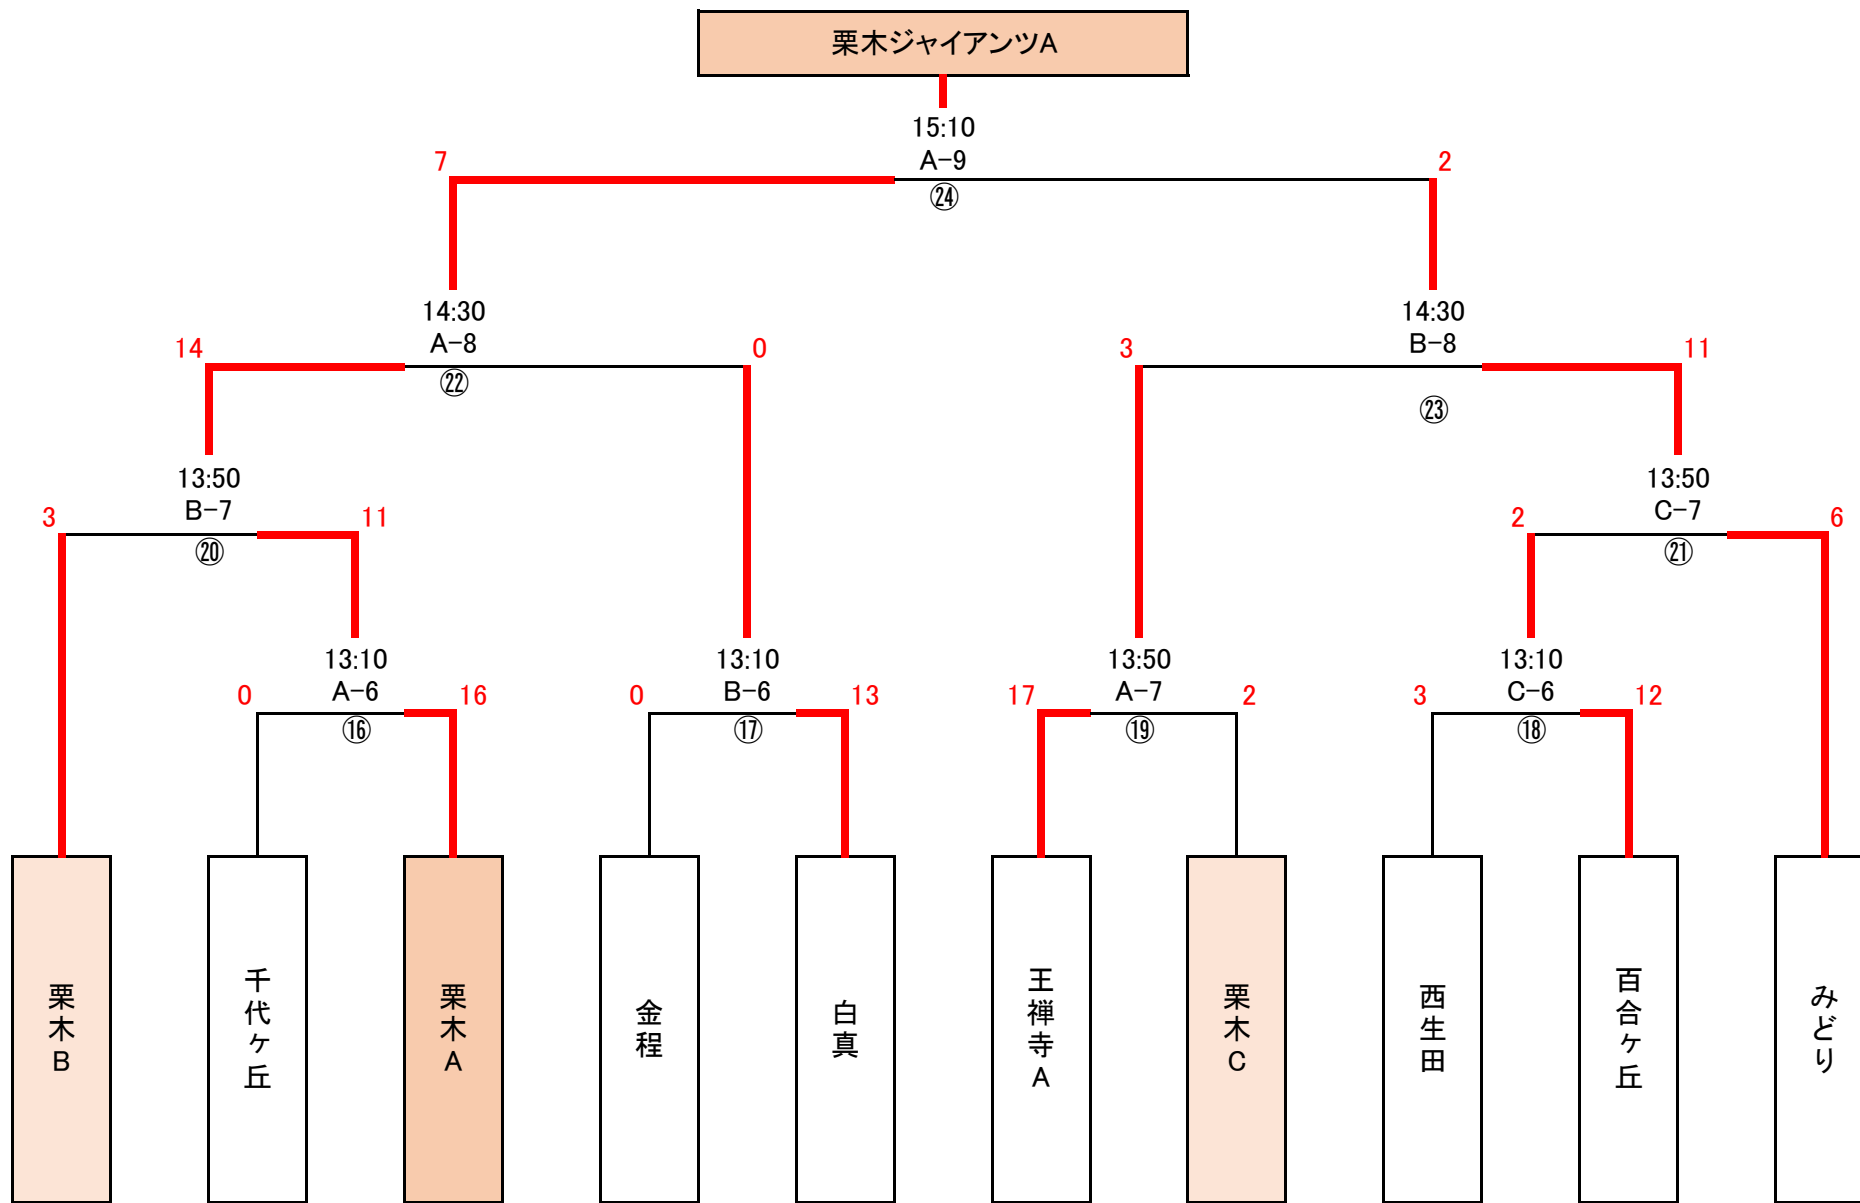 栗木ジャイアンツA
15:10
7
A-9
2
㉔
14:30
14:30
14
A-8
0
3
B-8
11
㉒
㉓
13:50
13:50
3
B-7
11
2
C-7
6
⑳
㉑
13:10
13:10
13:50
13:10
0
A-6
16
0
B-6
13
17
A-7
2
3
C-6
12
⑯
⑰
⑲
⑱
栗木B
千代ヶ丘
栗木A
金程
白真
王禅寺A
栗木C
西生田
百合ヶ丘
みどり